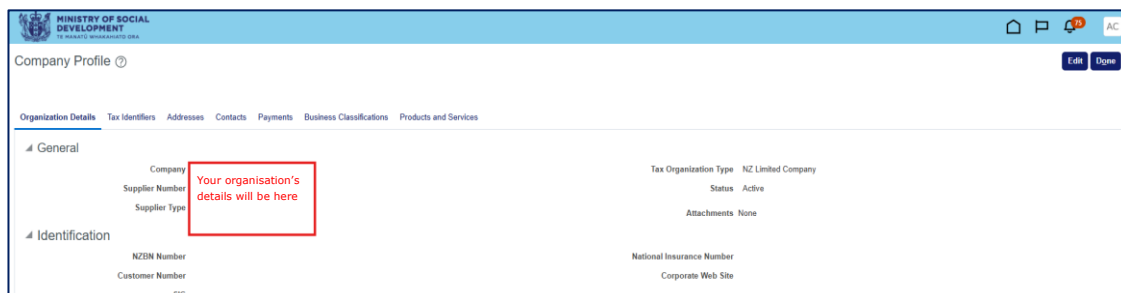 MINISTRY OF SOCIAL
DEVELOPMENT
TE MANATŪ WHAKAHIATO ORA
75
AC
Company Profile
Edit Done
Organization Details Tax Identifiers Addresses Contacts Payments Business Classifications Products and Services
General
Company
Your organisation's
details will be here
Supplier Number
Supplier Type
Tax Organization Type NZ Limited Company
Status Active
Attachments None
Identification
NZBN Number
Customer Number
National Insurance Number
Corporate Web Site